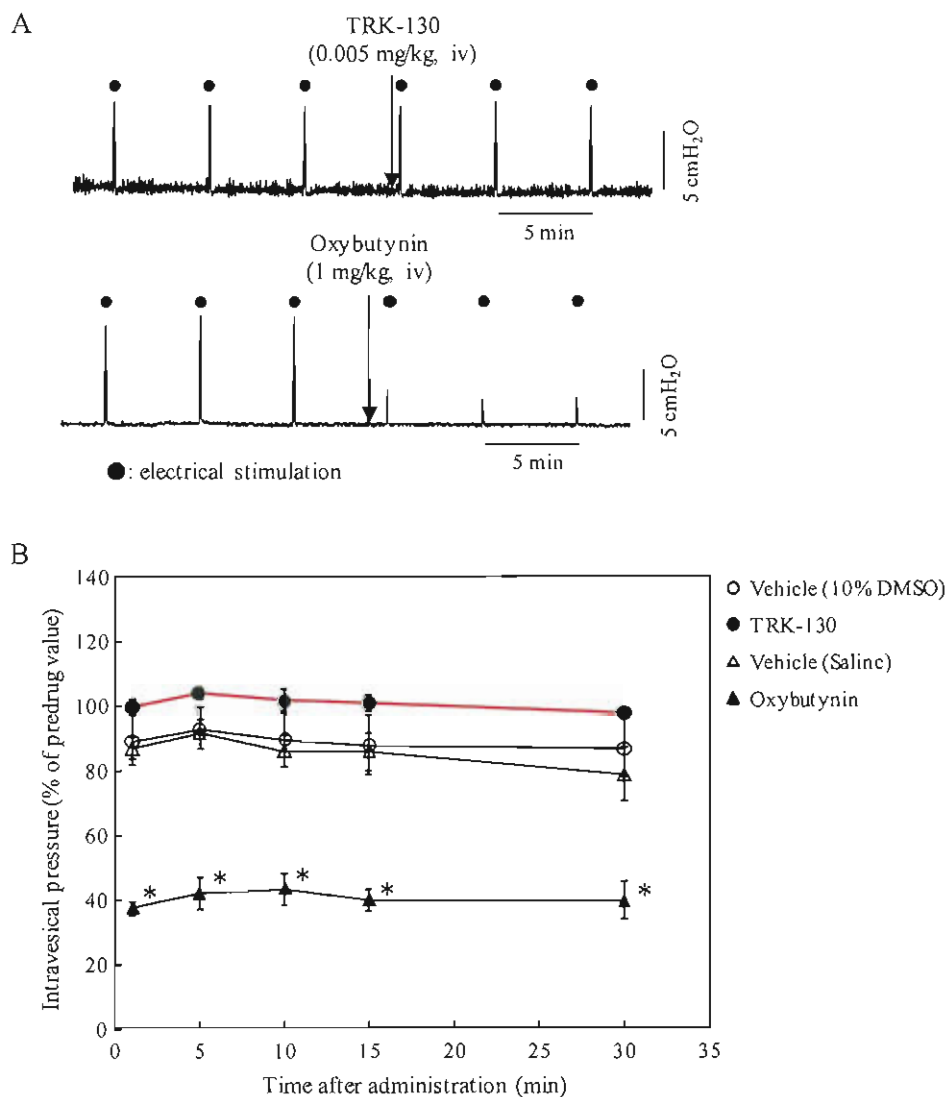 A
TRK-130
(0.005 mg/kg, iv)
5 cmH₂O
5 min
Oxybutynin
(1 mg/kg, iv)
5 cmH₂O
5 min
●: electrical stimulation
B
Intravesical pressure (% of predrug value)
140
120
100
80
60
40
20
0
* * * * *
0 5 10 15 20 25 30 35
Time after administration (min)
Vehicle (10% DMSO)
TRK-130
Vehicle (Saline)
Oxybutynin